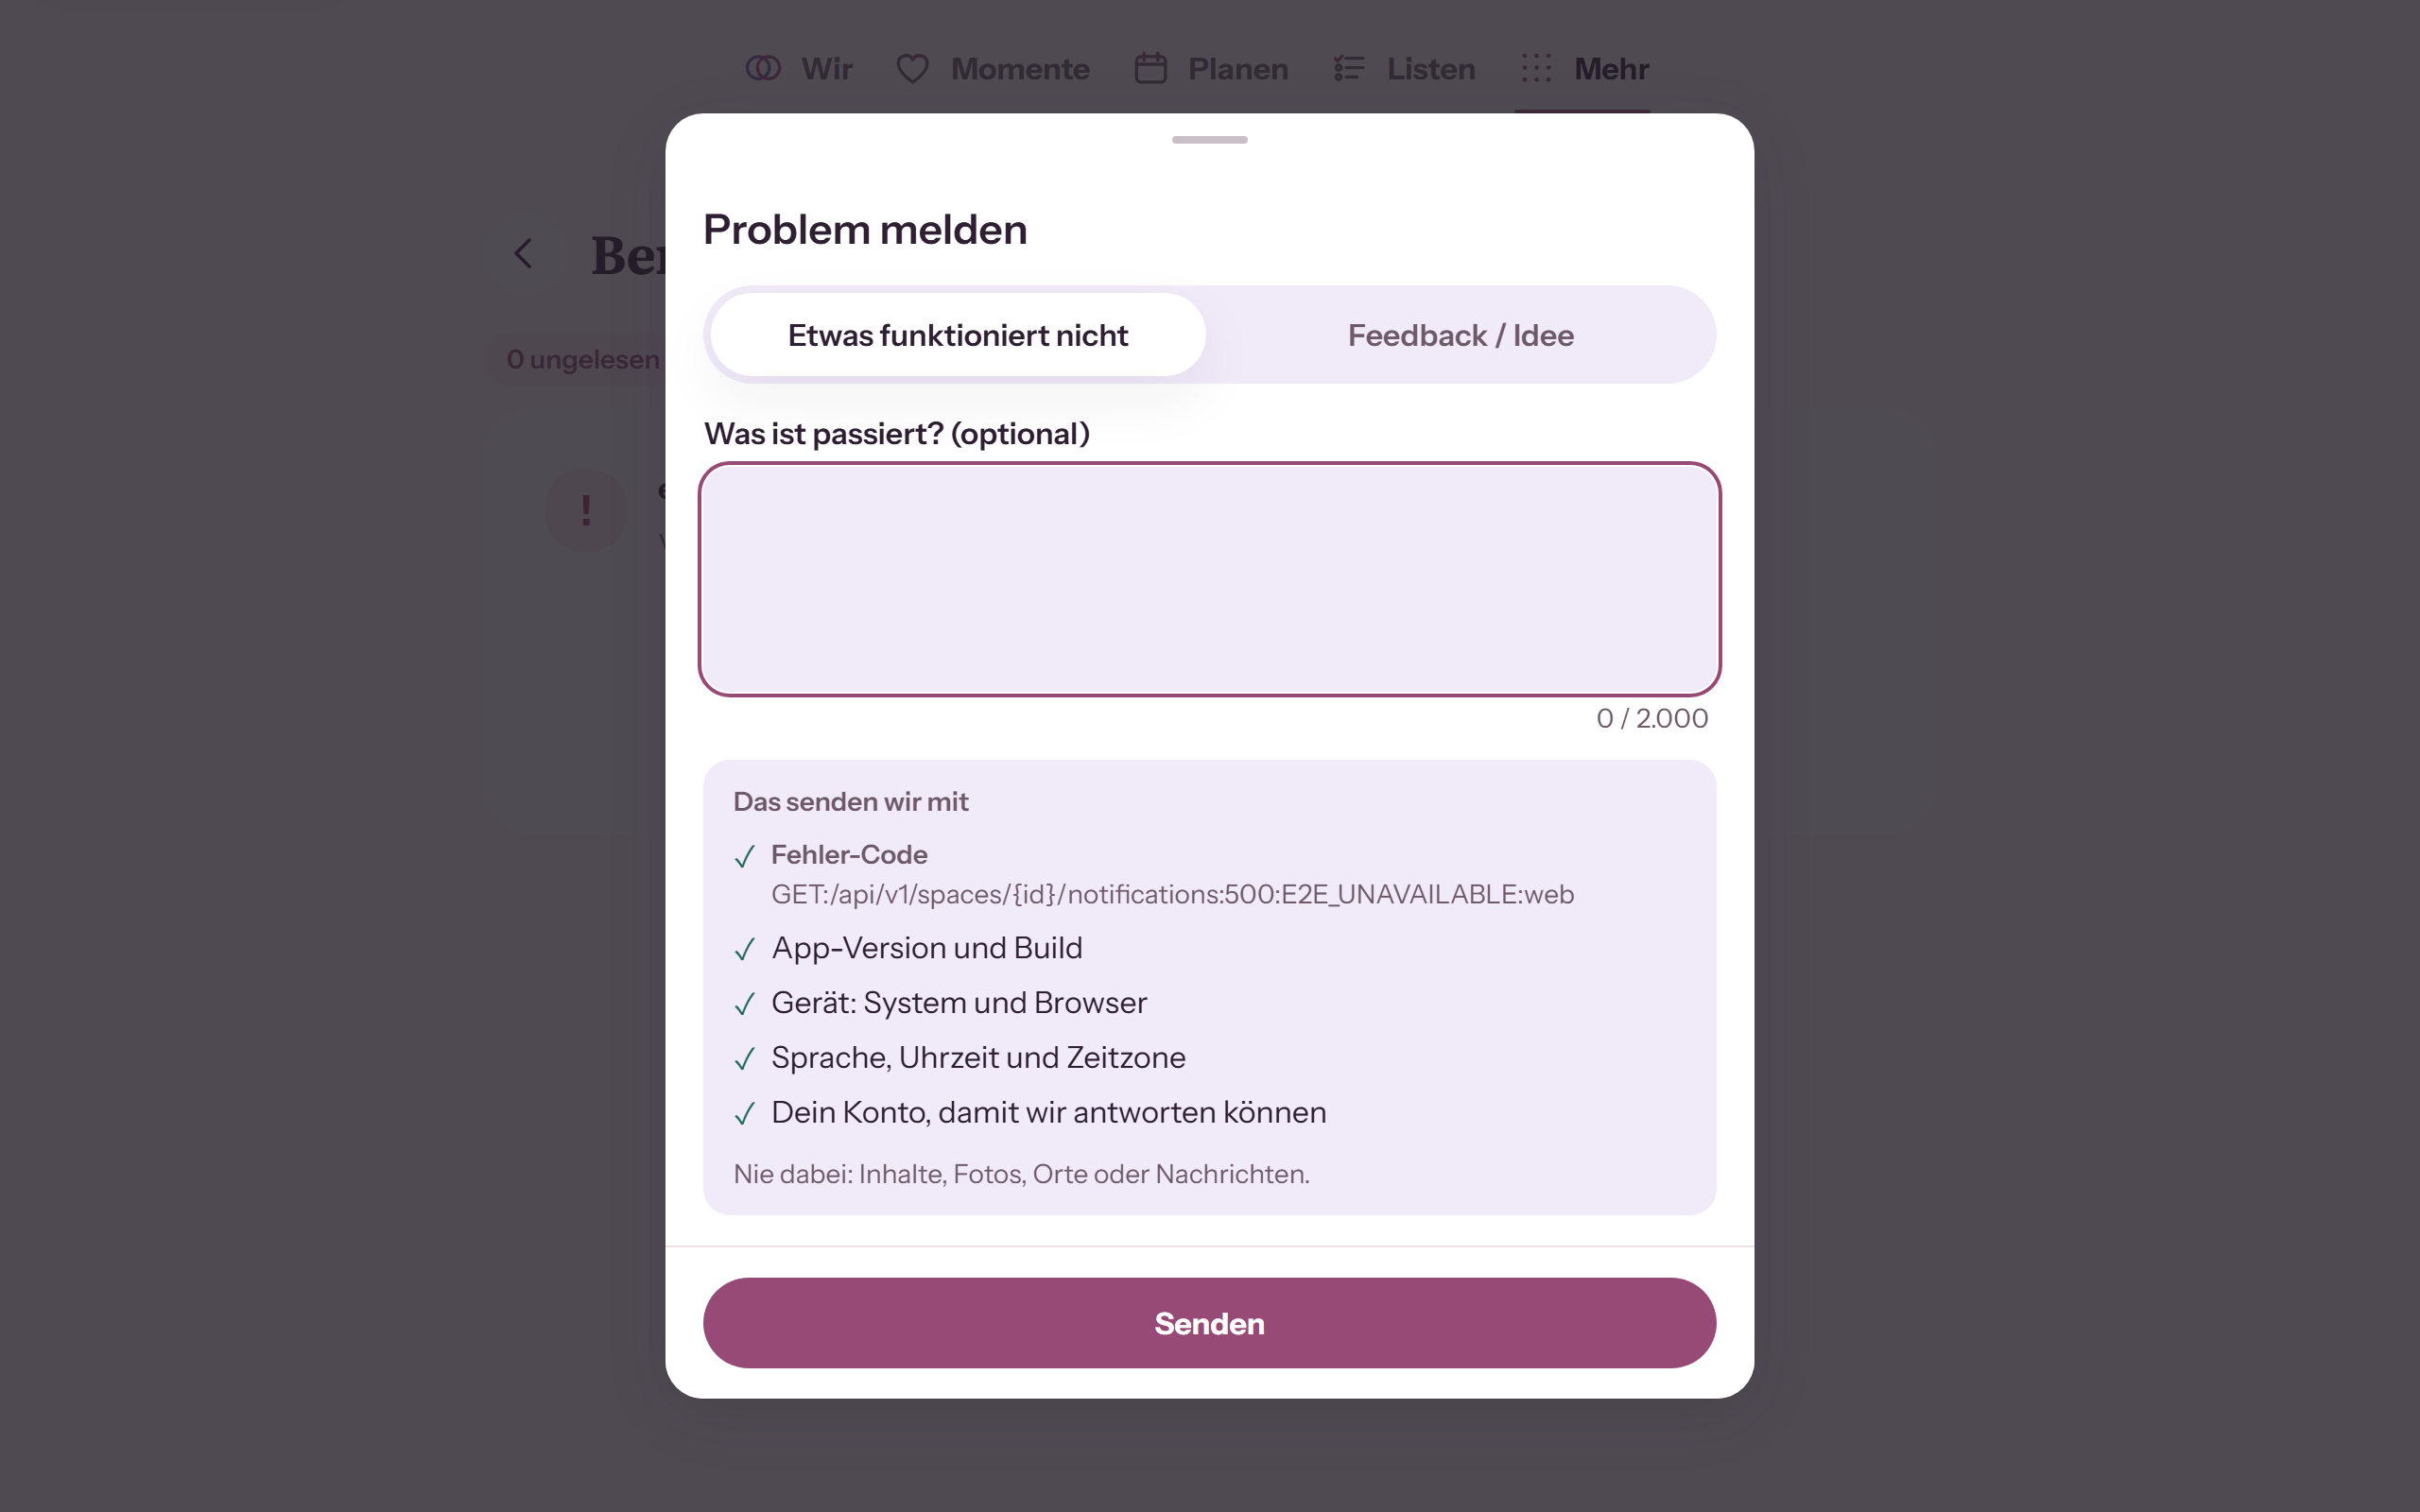 Wir Momente Planen Listen Mehr
Problem melden
Etwas funktioniert nicht Feedback / Idee
0 ungelesen
Was ist passiert? (optional)
!
0 / 2.000
Das senden wir mit
✓ Fehler-Code
GET:/api/v1/spaces/{id}/notifications:500:E2E_UNAVAILABLE:web
✓ App-Version und Build
✓ Gerät: System und Browser
✓ Sprache, Uhrzeit und Zeitzone
✓ Dein Konto, damit wir antworten können
Nie dabei: Inhalte, Fotos, Orte oder Nachrichten.
Senden